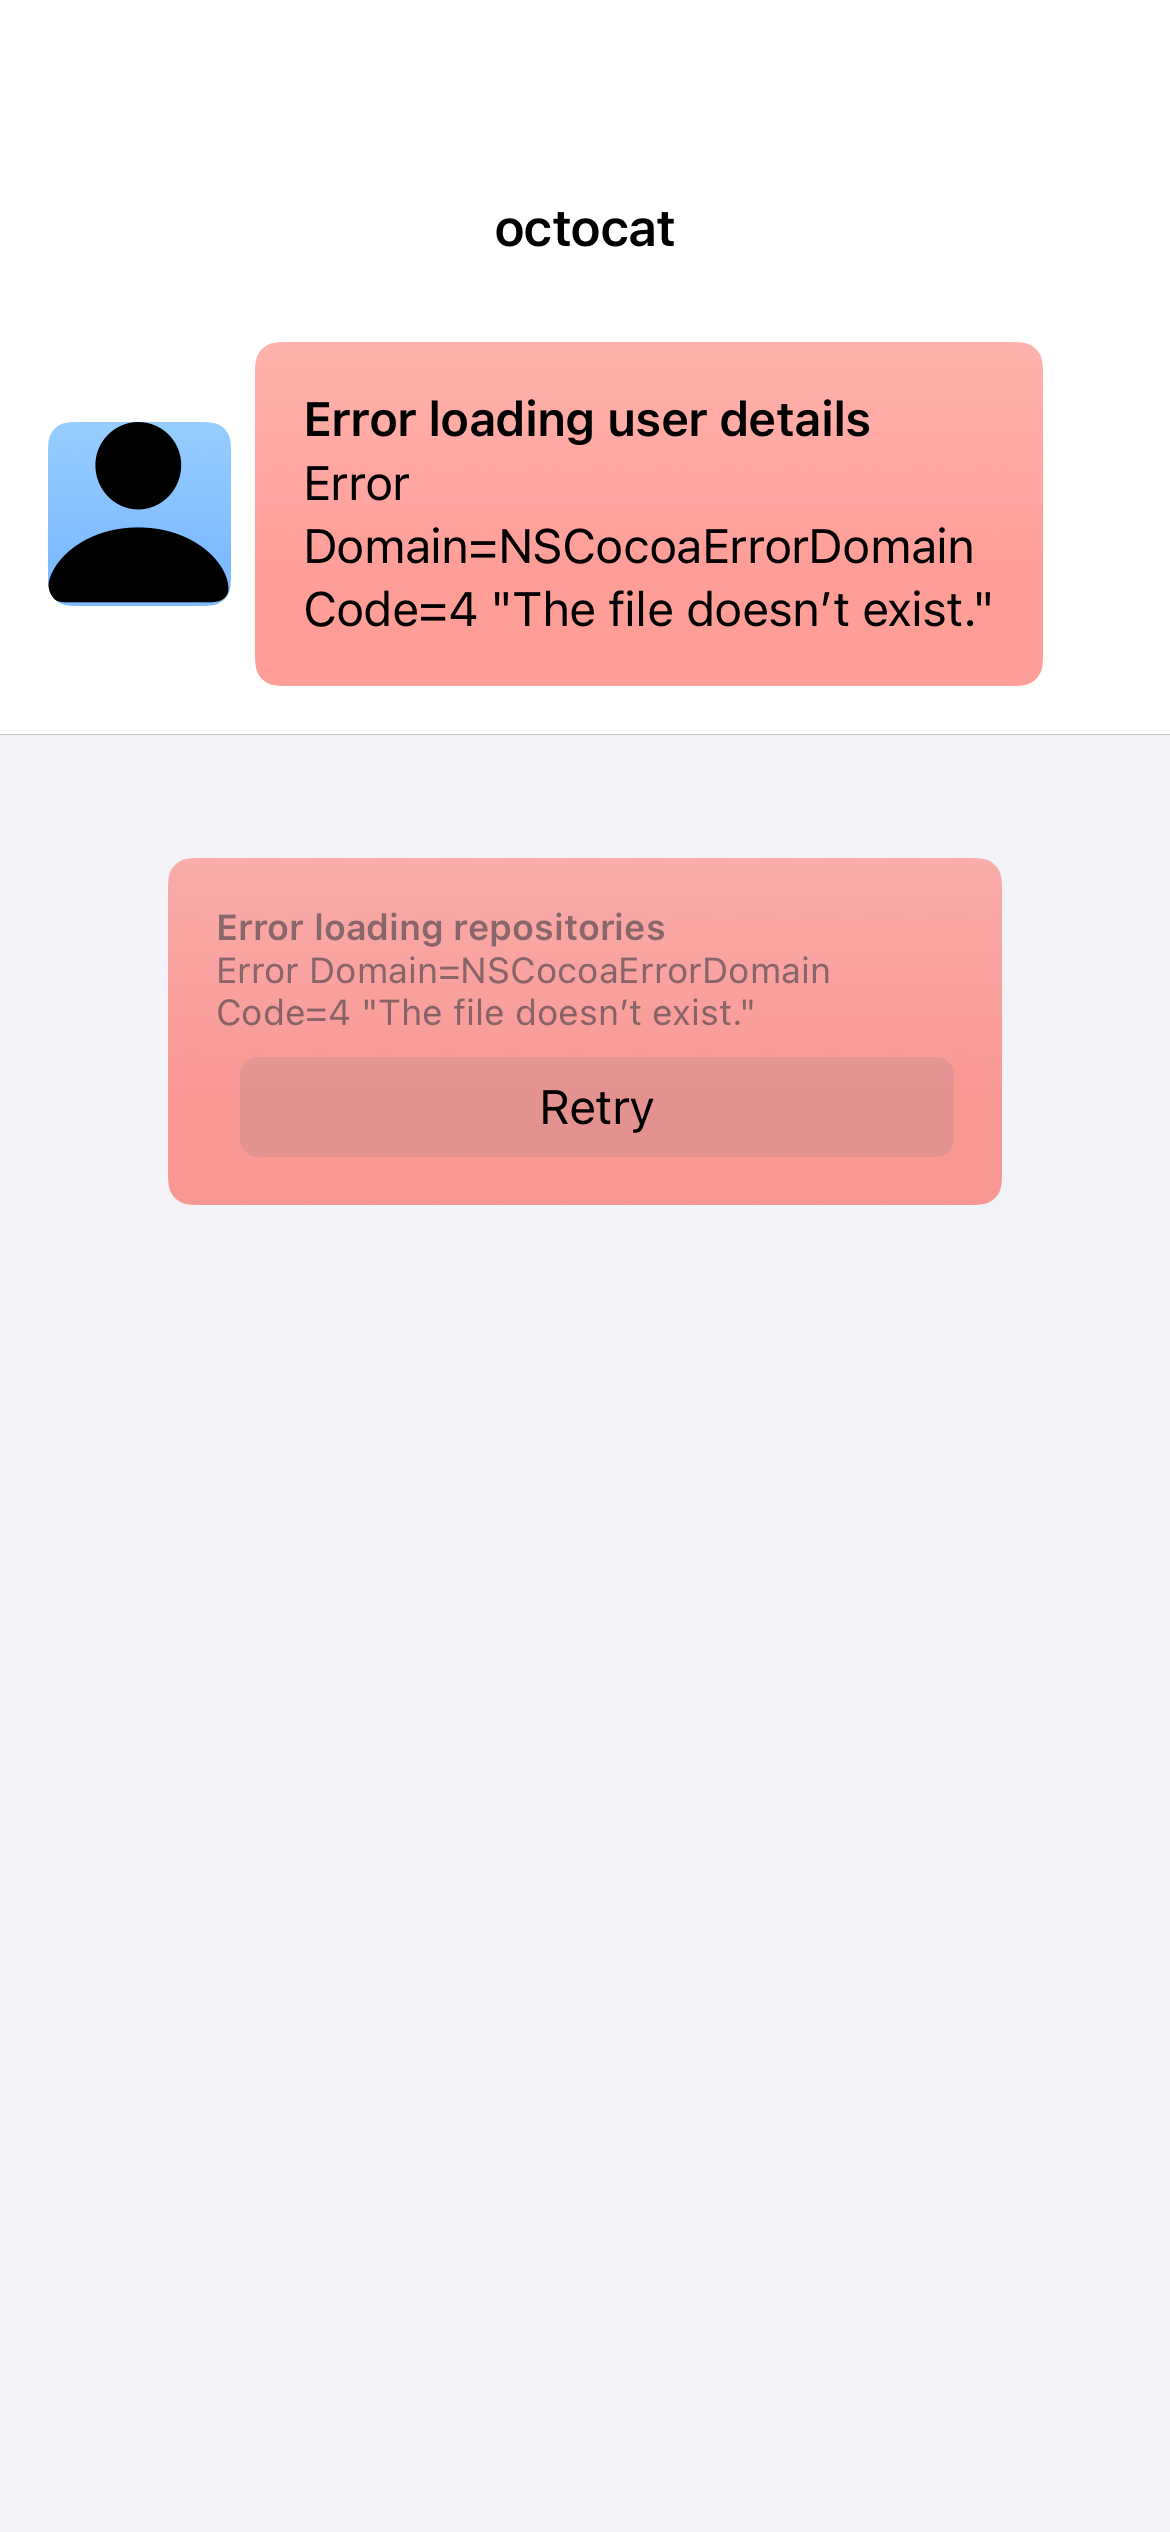 octocat
Error loading user details
Error
Domain=NSCocoaErrorDomain
Code=4 "The file doesn’t exist."
Error loading repositories
Error Domain=NSCocoaErrorDomain
Code=4 "The file doesn’t exist."
Retry